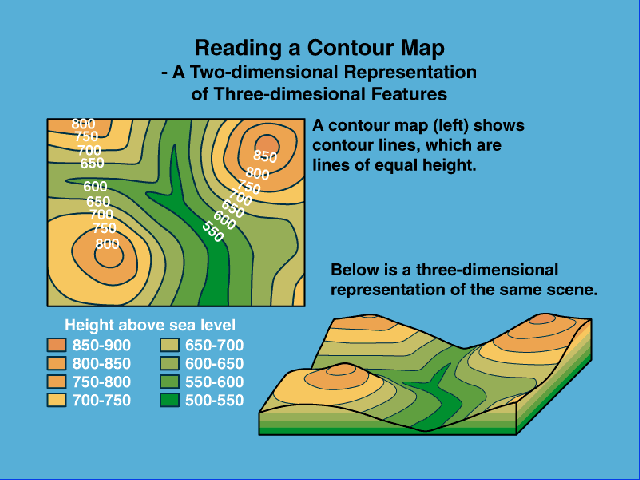 Reading a Contour Map
- A Two-dimensional Representation
of Three-dimesional Features
800
750
700
650
600
650
700
750
800
850
800
750
700
650
600
550
A contour map (left) shows
contour lines, which are
lines of equal height.
Below is a three-dimensional
representation of the same scene.
Height above sea level
850-900 650-700
800-850 600-650
750-800 550-600
700-750 500-550